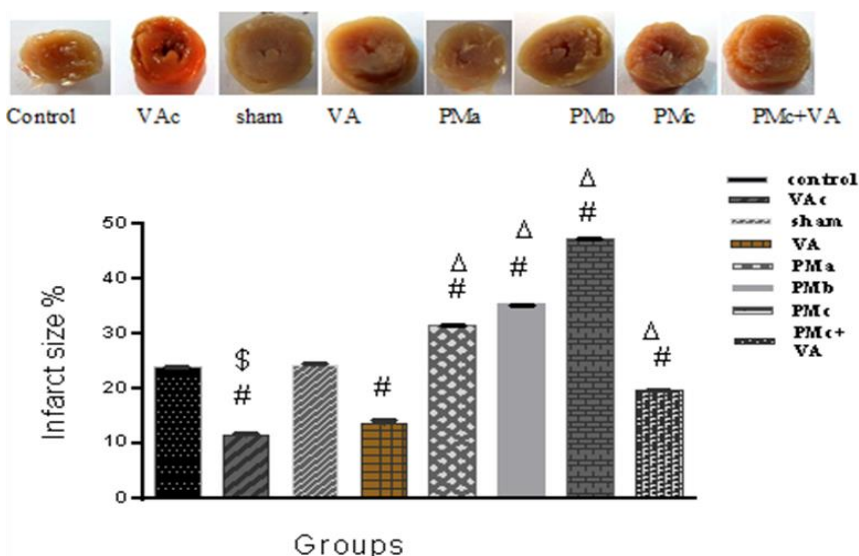 Control VAc sham VA PMa PMb PMc PMc+VA
control
VAc
sham
VA
PMa
PMb
PMc
PMc+
VA
Infarct size %
50
40
30
20
10
0
$
#
#
Δ
#
Δ
#
Δ
#
Δ
#
Groups